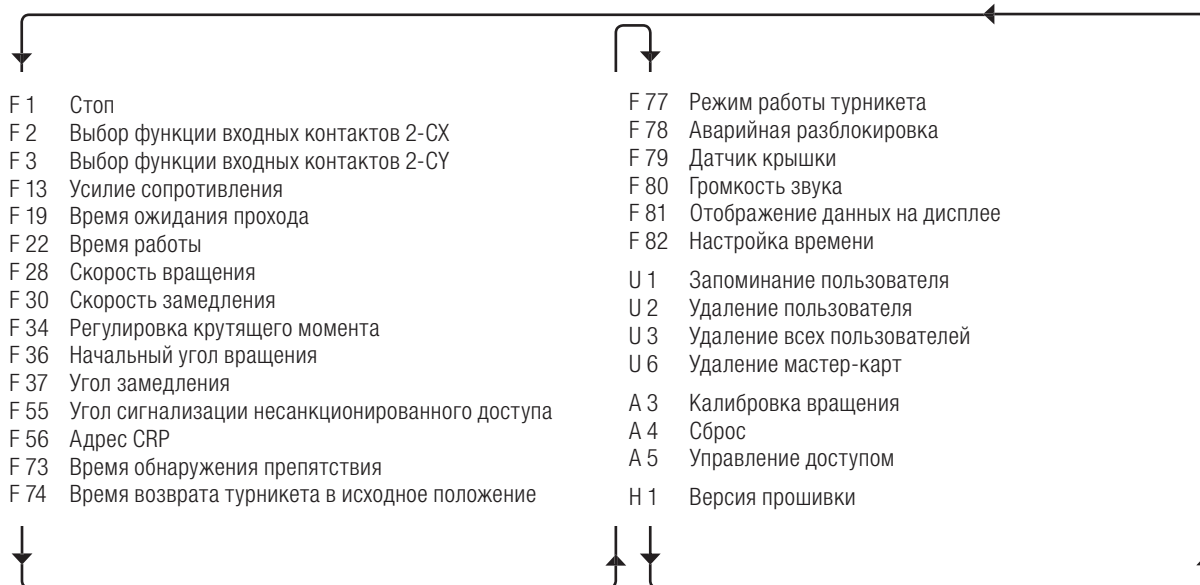 F 1 Стоп
F 2 Выбор функции входных контактов 2-CX
F 3 Выбор функции входных контактов 2-CY
F 13 Усилие сопротивления
F 19 Время ожидания прохода
F 22 Время работы
F 28 Скорость вращения
F 30 Скорость замедления
F 34 Регулировка крутящего момента
F 36 Начальный угол вращения
F 37 Угол замедления
F 55 Угол сигнализации несанкционированного доступа
F 56 Адрес CRP
F 73 Время обнаружения препятствия
F 74 Время возврата турникета в исходное положение
F 77 Режим работы турникета
F 78 Аварийная разблокировка
F 79 Датчик крышки
F 80 Громкость звука
F 81 Отображение данных на дисплее
F 82 Настройка времени
U 1 Запоминание пользователя
U 2 Удаление пользователя
U 3 Удаление всех пользователей
U 6 Удаление мастер-карт
A 3 Калибровка вращения
A 4 Сброс
A 5 Управление доступом
H 1 Версия прошивки